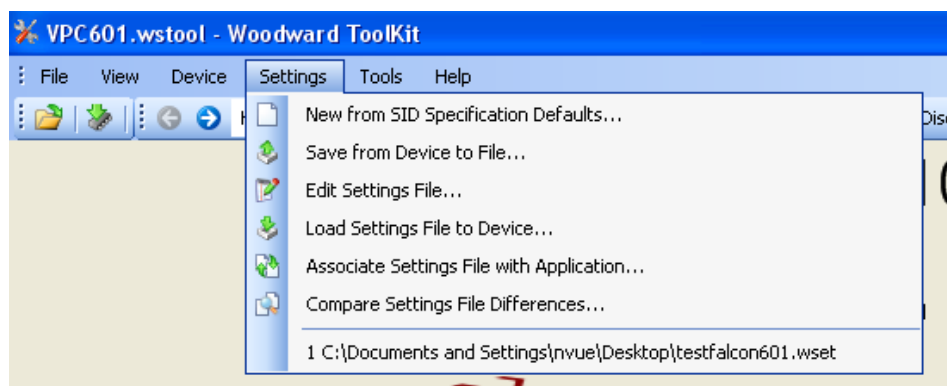 VPC601.wstool - Woodward ToolKit
File View Device Settings Tools Help
New from SID Specification Defaults...
Save from Device to File...
Edit Settings File...
Load Settings File to Device...
Associate Settings File with Application...
Compare Settings File Differences...
1 C:\Documents and Settings\nvue\Desktop\testfalcon601.wset